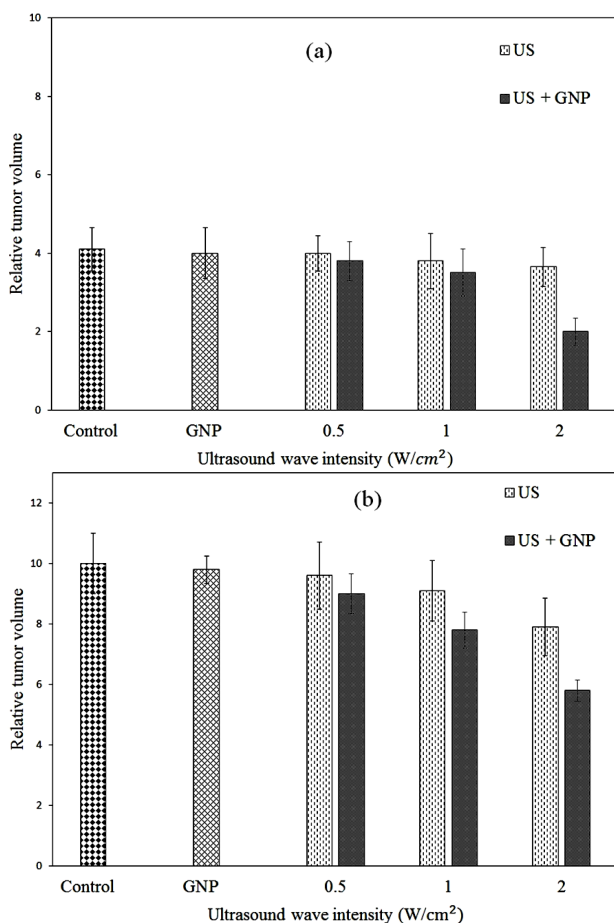 10
(a)
US
8
US + GNP
Relative tumor volume
6
4
2
0
Control GNP 0.5 1 2
Ultrasound wave intensity (W/cm²)
12
(b)
US
10
US + GNP
8
Relative tumor volume
6
4
2
0
Control GNP 0.5 1 2
Ultrasound wave intensity (W/cm²)